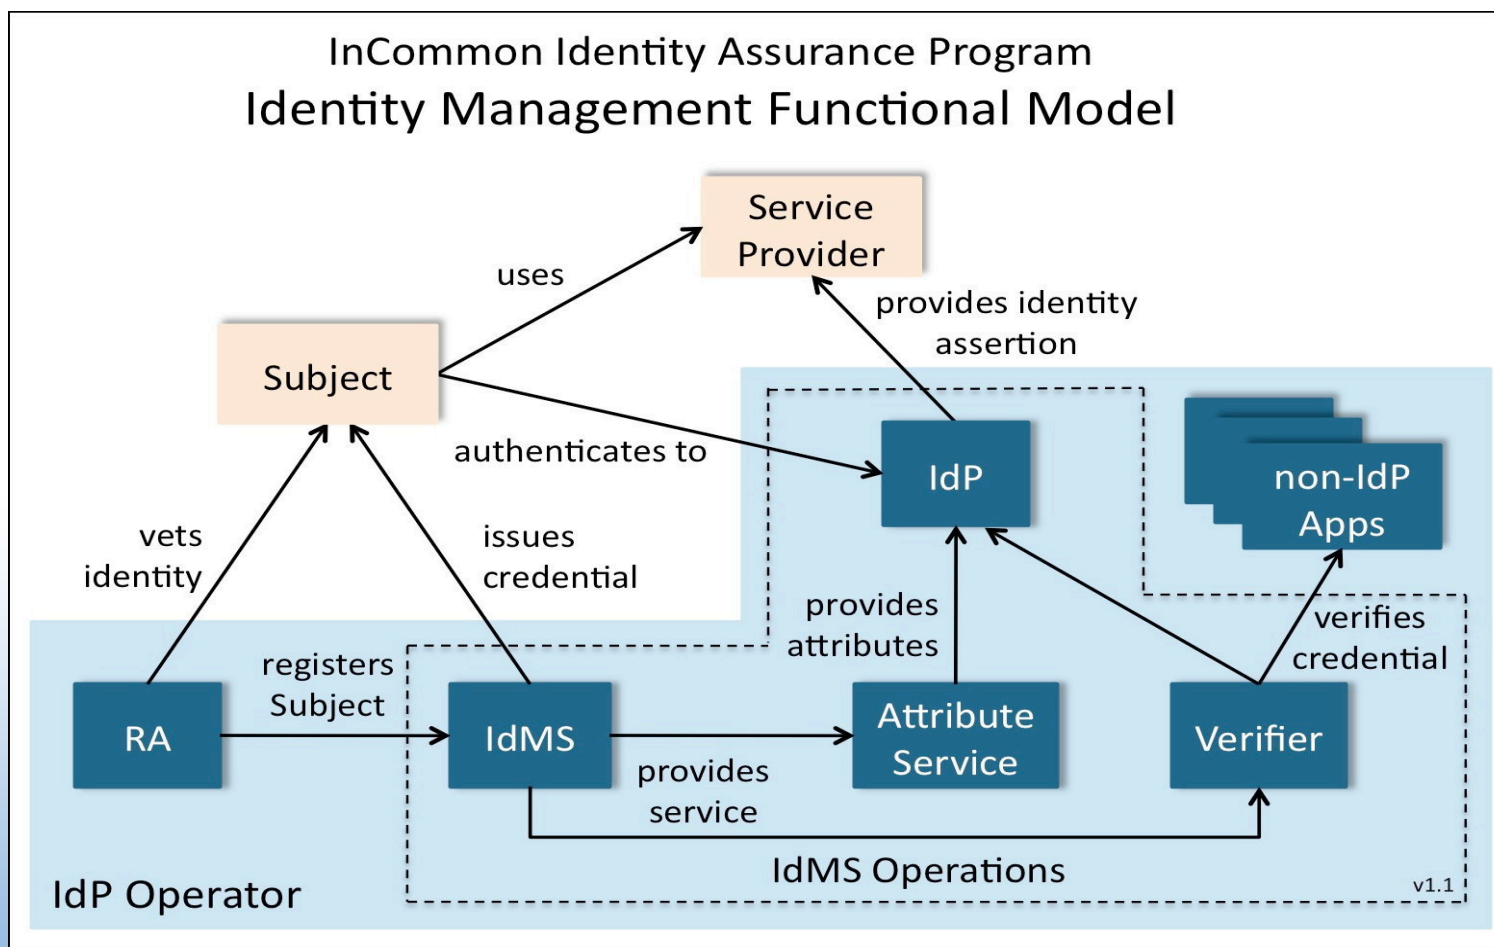 InCommon Identity Assurance Program
Identity Management Functional Model
Service
Provider
uses
provides identity
assertion
Subject
authenticates to
IdP
non-IdP
Apps
vets
identity
issues
credential
provides
attributes
verifies
credential
registers
Subject
RA
IdMS
Attribute
Service
Verifier
provides
service
IdMS Operations
IdP Operator
v1.1